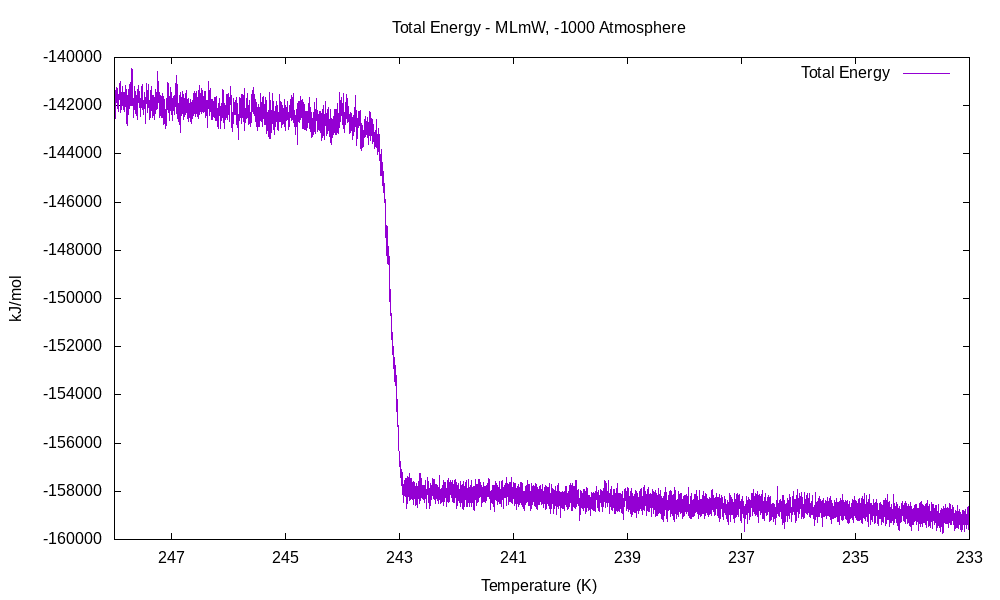 Total Energy - MLmW, -1000 Atmosphere
Total Energy
-140000
-142000
-144000
-146000
-148000
-150000
-152000
-154000
-156000
-158000
-160000
kJ/mol
247 245 243 241 239 237 235 233
Temperature (K)